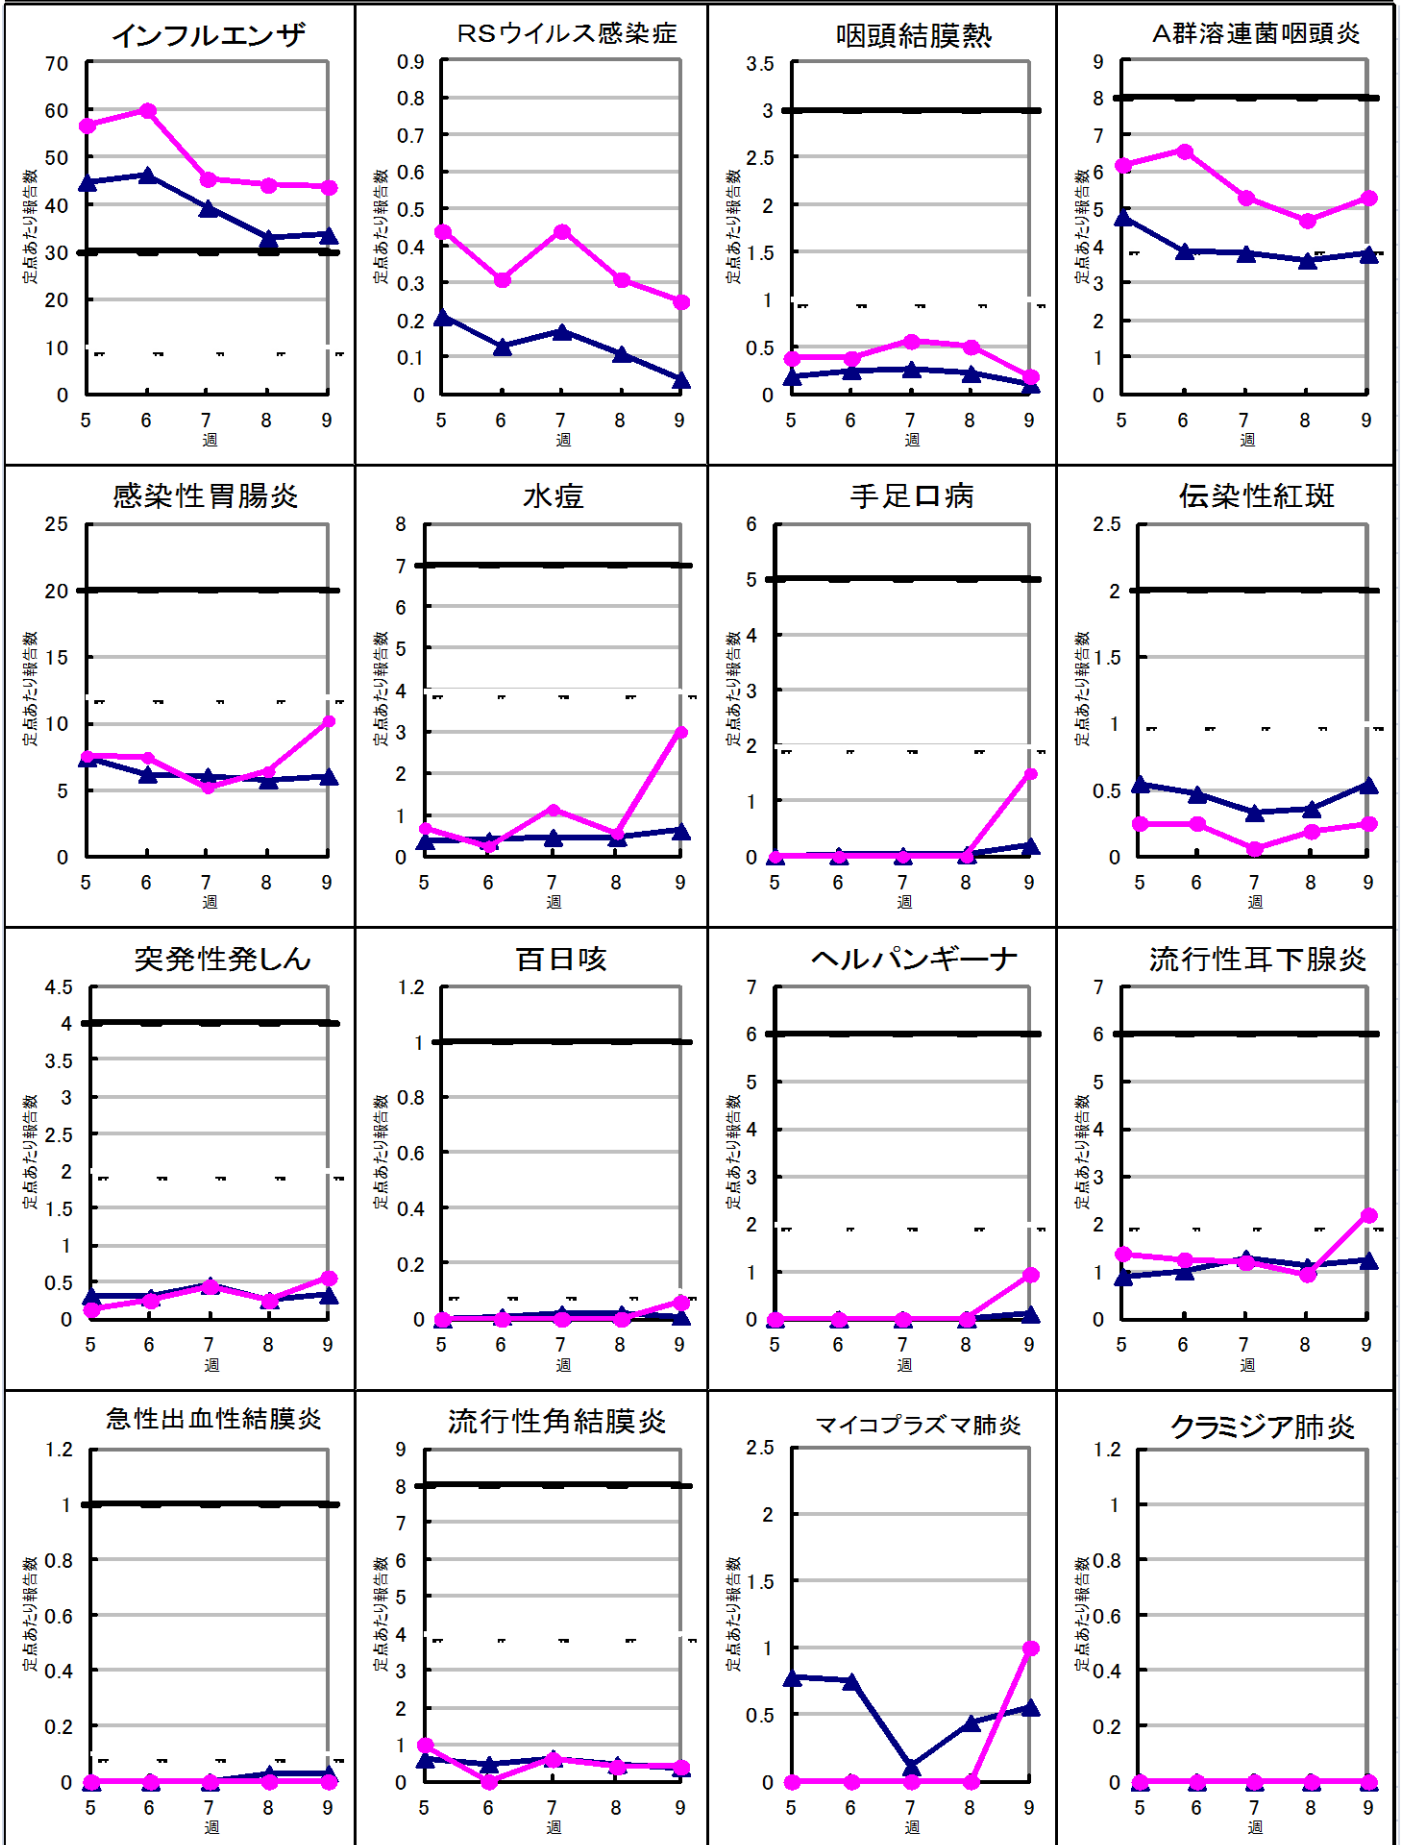 インフルエンザ
70
60
50
40
30
20
10
0
定点あたり報告数
5 6 7 8 9
週
RSウイルス感染症
0.9
0.8
0.7
0.6
0.5
0.4
0.3
0.2
0.1
0
定点あたり報告数
5 6 7 8 9
週
咽頭結膜熱
3.5
3
2.5
2
1.5
1
0.5
0
定点あたり報告数
5 6 7 8 9
週
A群溶連菌咽頭炎
9
8
7
6
5
4
3
2
1
0
定点あたり報告数
5 6 7 8 9
週
感染性胃腸炎
25
20
15
10
5
0
定点あたり報告数
5 6 7 8 9
週
水痘
8
7
6
5
4
3
2
1
0
定点あたり報告数
5 6 7 8 9
週
手足口病
6
5
4
3
2
1
0
定点あたり報告数
5 6 7 8 9
週
伝染性紅斑
2.5
2
1.5
1
0.5
0
定点あたり報告数
5 6 7 8 9
週
突発性発しん
4.5
4
3.5
3
2.5
2
1.5
1
0.5
0
定点あたり報告数
5 6 7 8 9
週
百日咳
1.2
1
0.8
0.6
0.4
0.2
0
定点あたり報告数
5 6 7 8 9
週
ヘルパンギーナ
7
6
5
4
3
2
1
0
定点あたり報告数
5 6 7 8 9
週
流行性耳下腺炎
7
6
5
4
3
2
1
0
定点あたり報告数
5 6 7 8 9
週
急性出血性結膜炎
1.2
1
0.8
0.6
0.4
0.2
0
定点あたり報告数
5 6 7 8 9
週
流行性角結膜炎
9
8
7
6
5
4
3
2
1
0
定点あたり報告数
5 6 7 8 9
週
マイコプラズマ肺炎
2.5
2
1.5
1
0.5
0
定点あたり報告数
5 6 7 8 9
週
クラミジア肺炎
1.2
1
0.8
0.6
0.4
0.2
0
定点あたり報告数
5 6 7 8 9
週